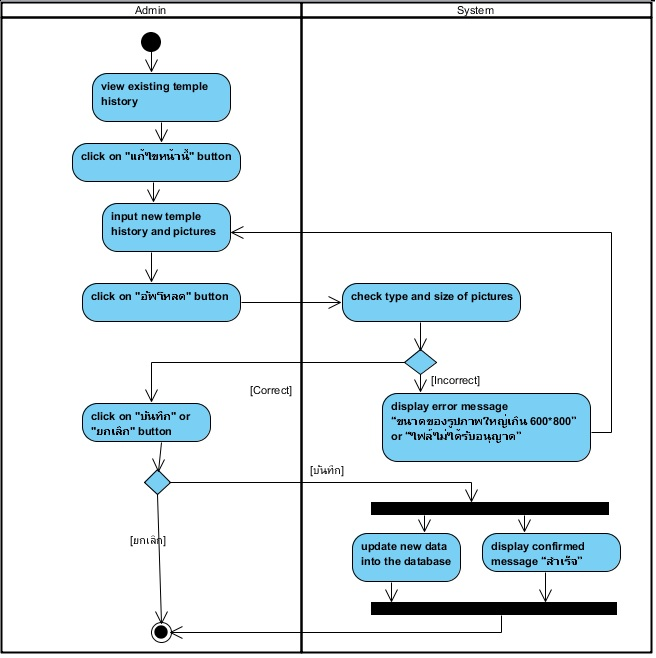 Admin
System
view existing temple
history
click on "แก้ไขหน้านี้" button
input new temple
history and pictures
click on "อัพโหลด" button
check type and size of pictures
[Correct]
[Incorrect]
click on "บันทึก" or
"ยกเลิก" button
display error message
"ขนาดของรูปภาพใหญ่เกิน 600*800"
or "ไฟล์ไม่ได้รับอนุญาต"
[บันทึก]
[ยกเลิก]
update new data
into the database
display confirmed
message "สำเร็จ"